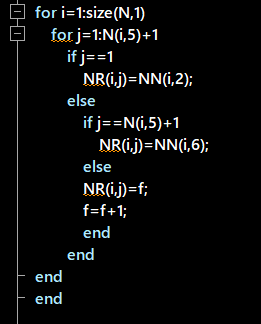 for i=1:size(N,1)
for j=1:N(i,5)+1
if j==1
NR(i,j)=NN(i,2);
else
if j==N(i,5)+1
NR(i,j)=NN(i,6);
else
NR(i,j)=f;
f=f+1;
end
end
end
end